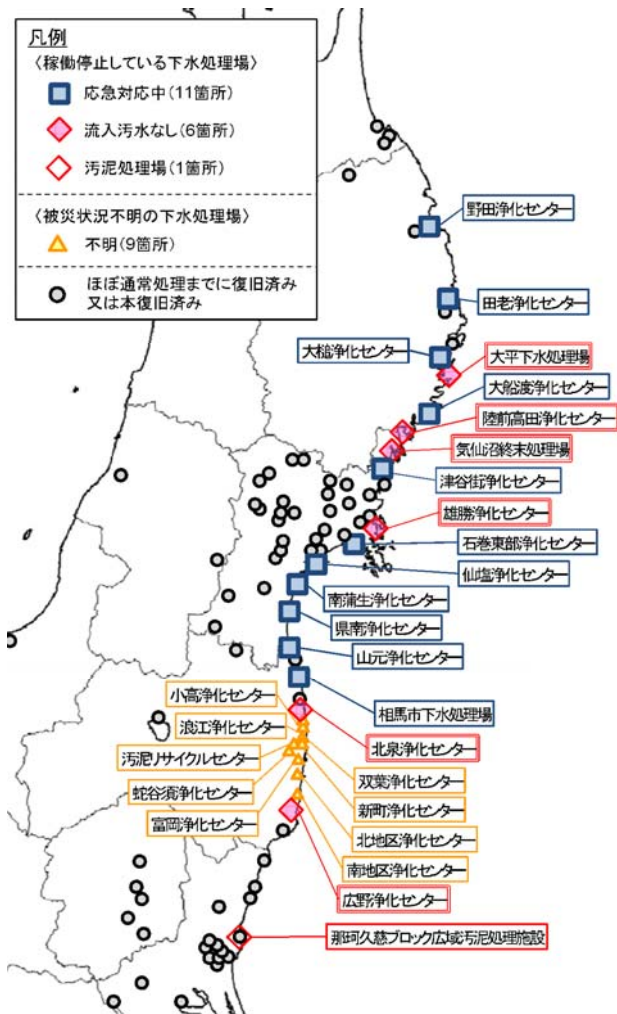 凡例
〈稼働停止している下水処理場〉
応急対応中(11箇所)
流入汚水なし(6箇所)
汚泥処理場(1箇所)
〈被災状況不明の下水処理場〉
不明(9箇所)
ほぼ通常処理までに復旧済み
又は本復旧済み
野田浄化センター
田老浄化センター
大槌浄化センター
大平下水処理場
大船渡浄化センター
陸前高田浄化センター
気仙沼終末処理場
津谷街浄化センター
雄勝浄化センター
石巻東部浄化センター
仙塩浄化センター
南蒲生浄化センター
県南浄化センター
山元浄化センター
小高浄化センター
相馬市下水処理場
浪江浄化センター
北泉浄化センター
汚泥リサイクルセンター
双葉浄化センター
蛇谷須浄化センター
新町浄化センター
富岡浄化センター
北地区浄化センター
南地区浄化センター
広野浄化センター
那珂久慈ブロック広域汚泥処理施設